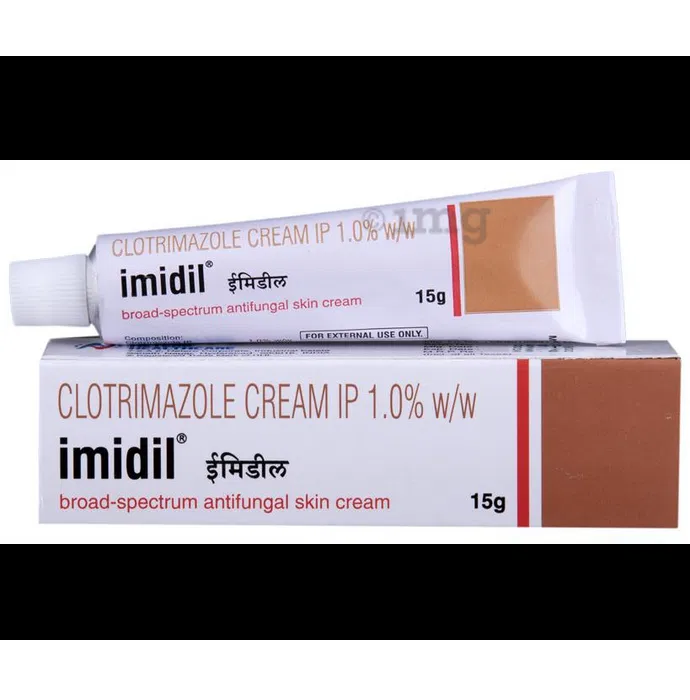 CLOTRIMAZOLE CREAM IP 1.0% w/w
imidil® ईमिडील
broad-spectrum antifungal skin cream
15g
Composition:
FOR EXTERNAL USE ONLY.
CLOTRIMAZOLE CREAM IP 1.0% w/w
imidil® ईमिडील
broad-spectrum antifungal skin cream
15g